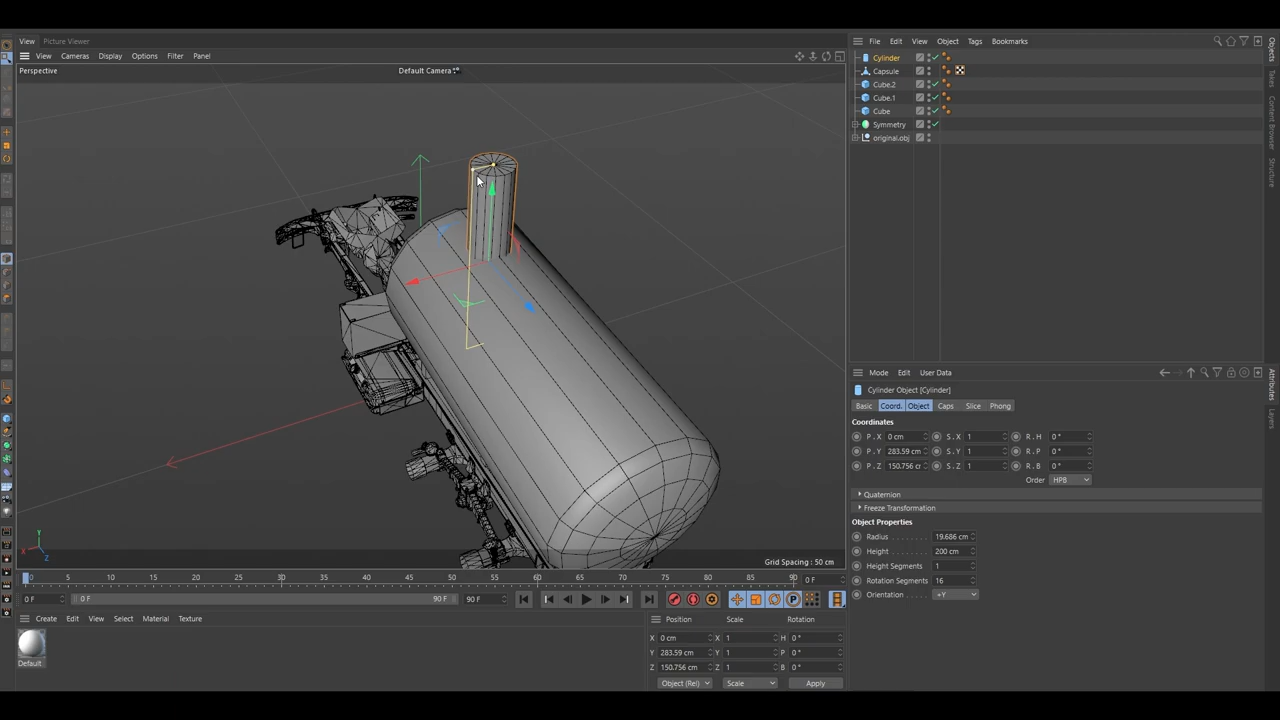 View Picture Viewer
View Cameras Display Options Filter Panel
Perspective
Default Camera
Grid Spacing : 50 cm
Y
X
Z
0 5 10 15 20 25 30 35 40 45 50 55 60 65 70 75 80 85 90 0 F
0 F 0 F 90 F 90 F
Create Edit View Select Material Texture
Default
Position Scale Rotation
X 0 cm X 1 H 0 °
Y 283.59 cm Y 1 P 0 °
Z 150.756 cm Z 1 B 0 °
Object (Rel) Scale Apply
File Edit View Object Tags Bookmarks
Cylinder
Capsule
Cube.2
Cube.1
Cube
Symmetry
original.obj
Mode Edit User Data
Cylinder Object [Cylinder]
Basic Coord. Object Caps Slice Phong
Coordinates
P . X 0 cm S . X 1 R . H 0 °
P . Y 283.59 cm S . Y 1 R . P 0 °
P . Z 150.756 cr S . Z 1 R . B 0 °
Order HPB
Quaternion
Freeze Transformation
Object Properties
Radius . . . . . . . . 19.686 cm
Height . . . . . . . . 200 cm
Height Segments 1
Rotation Segments 16
Orientation . . . . . +Y
Objects
Takes
Content Browser
Structure
Attributes
Layers